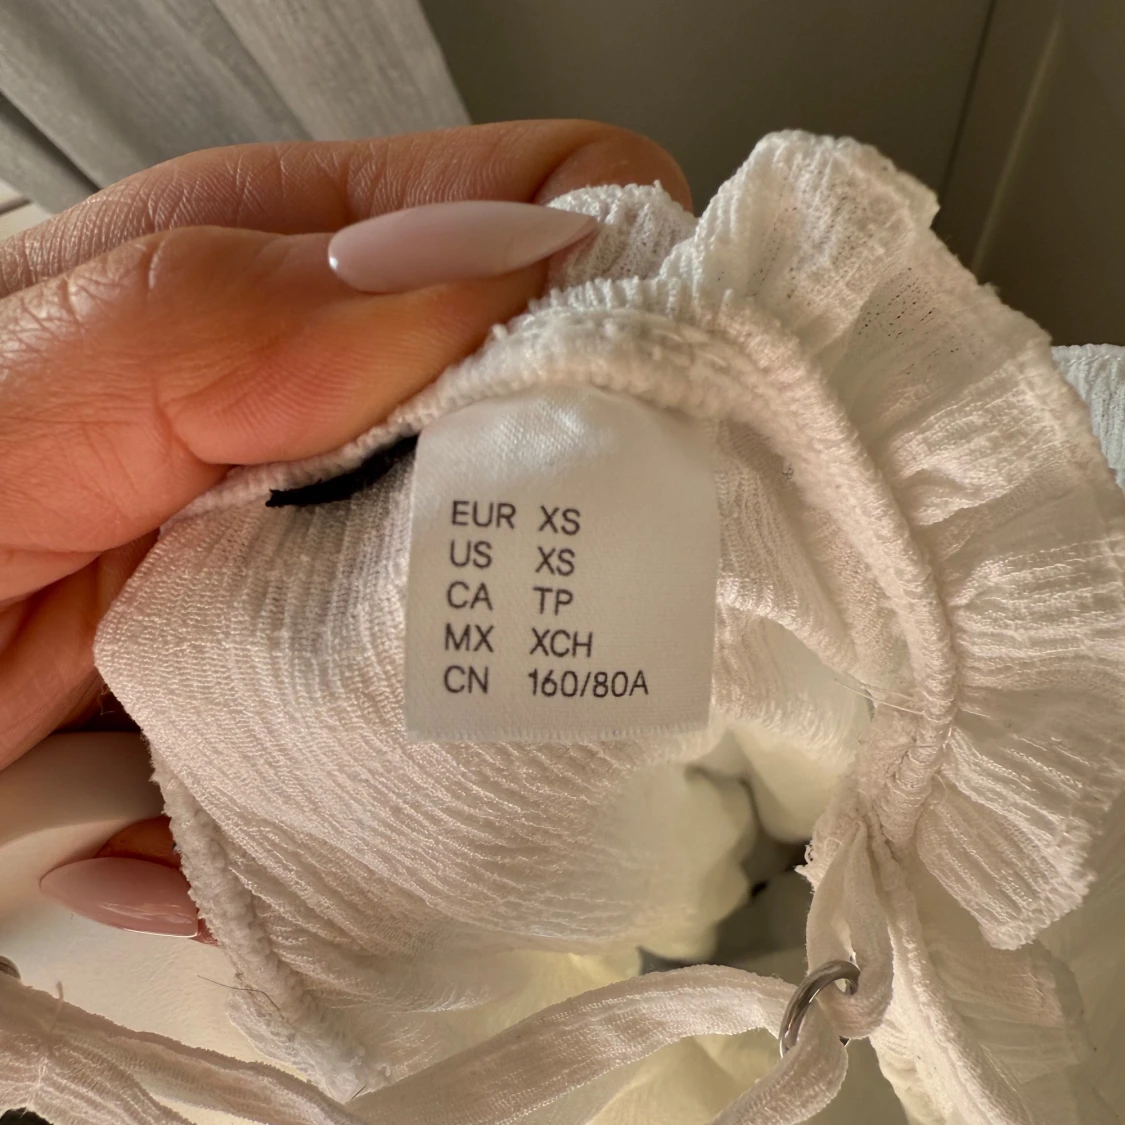 EUR XS
US XS
CA TP
MX XCH
CN 160/80A